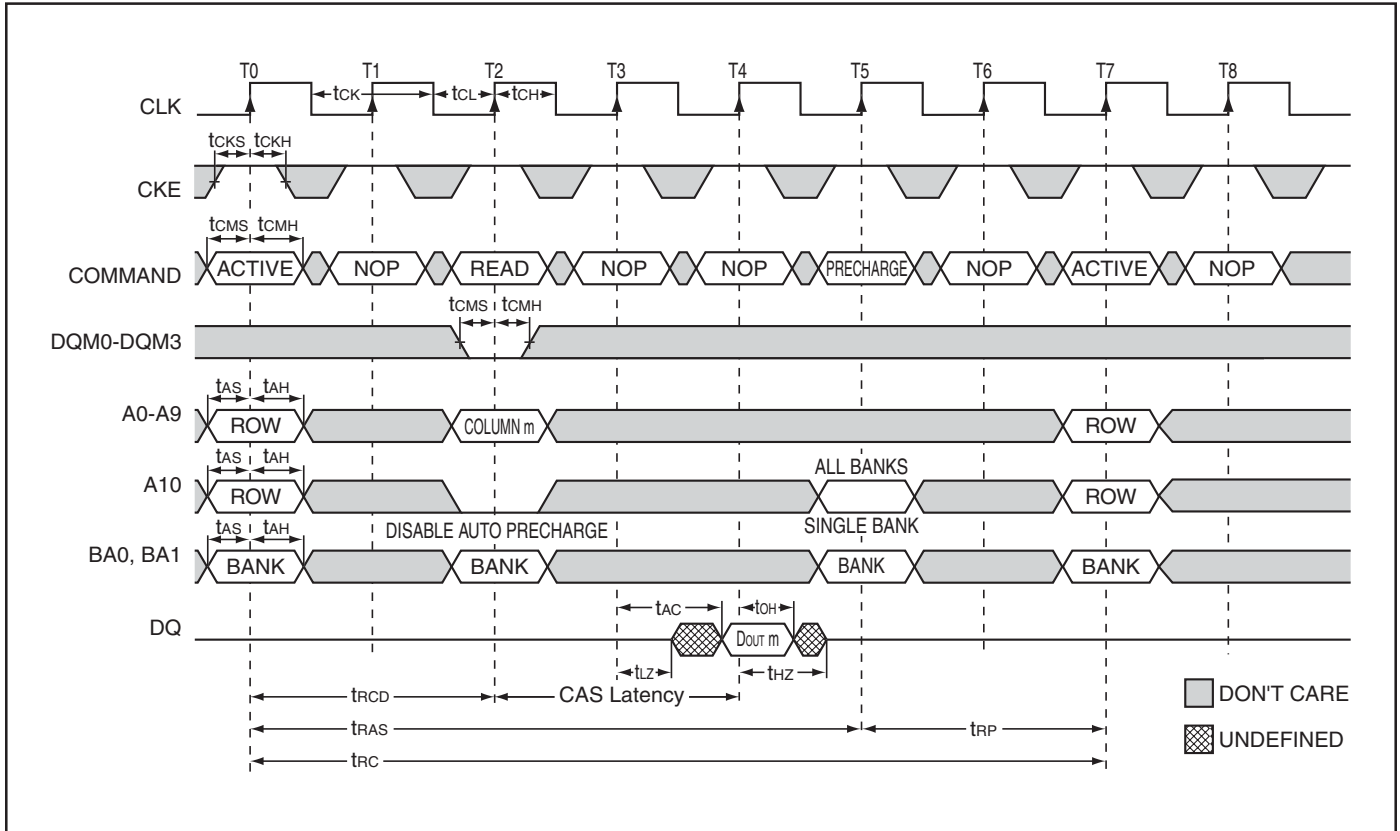 T0 T1 T2 T3 T4 T5 T6 T7 T8
CLK tCK tCL tCH
tCKS tCKH
CKE
tCMS tCMH
COMMAND ACTIVE NOP READ NOP NOP PRECHARGE NOP ACTIVE NOP
tCMS tCMH
DQM0-DQM3
tAS tAH
A0-A9 ROW COLUMN m ROW
tAS tAH ALL BANKS
A10 ROW ROW
tAS tAH DISABLE AUTO PRECHARGE SINGLE BANK
BA0, BA1 BANK BANK BANK BANK
tAC tOH
DQ DOUT m
tLZ tHZ
tRCD CAS Latency
DON'T CARE
tRAS tRP
UNDEFINED
tRC